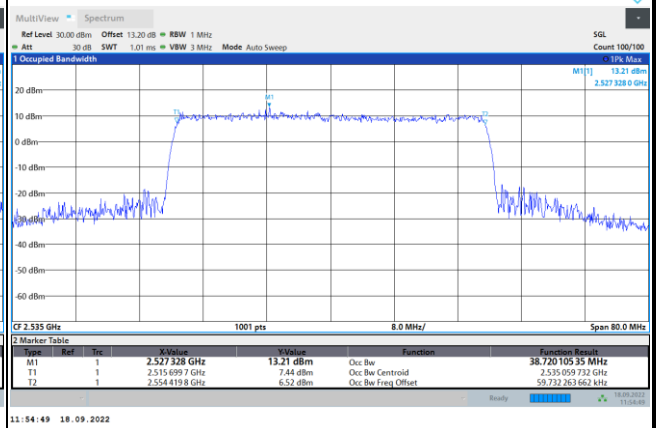 MultiView Spectrum
Ref Level 30.00 dBm Offset 13.20 dB RBW 1 MHz SGL
Att 30 dB SWT 1.01 ms VBW 3 MHz Mode Auto Sweep Count 100/100
1 Occupied Bandwidth 1Pk Max
M1[1] 13.21 dBm
2.527 328 0 GHz
20 dBm
M1
T1
T2
10 dBm
0 dBm
-10 dBm
-20 dBm
-30 dBm
-40 dBm
-50 dBm
-60 dBm
CF 2.535 GHz 1001 pts 8.0 MHz/ Span 80.0 MHz
2 Marker Table
Type Ref Trc X-Value Y-Value Function Function Result
M1 1 2.527 328 GHz 13.21 dBm Occ Bw 38.720 105 35 MHz
T1 1 2.515 699 7 GHz 7.44 dBm Occ Bw Centroid 2.535 059 732 GHz
T2 1 2.554 419 8 GHz 6.52 dBm Occ Bw Freq Offset 59.732 263 662 kHz
Ready 18.09.2022
11:54:49
11:54:49 18.09.2022